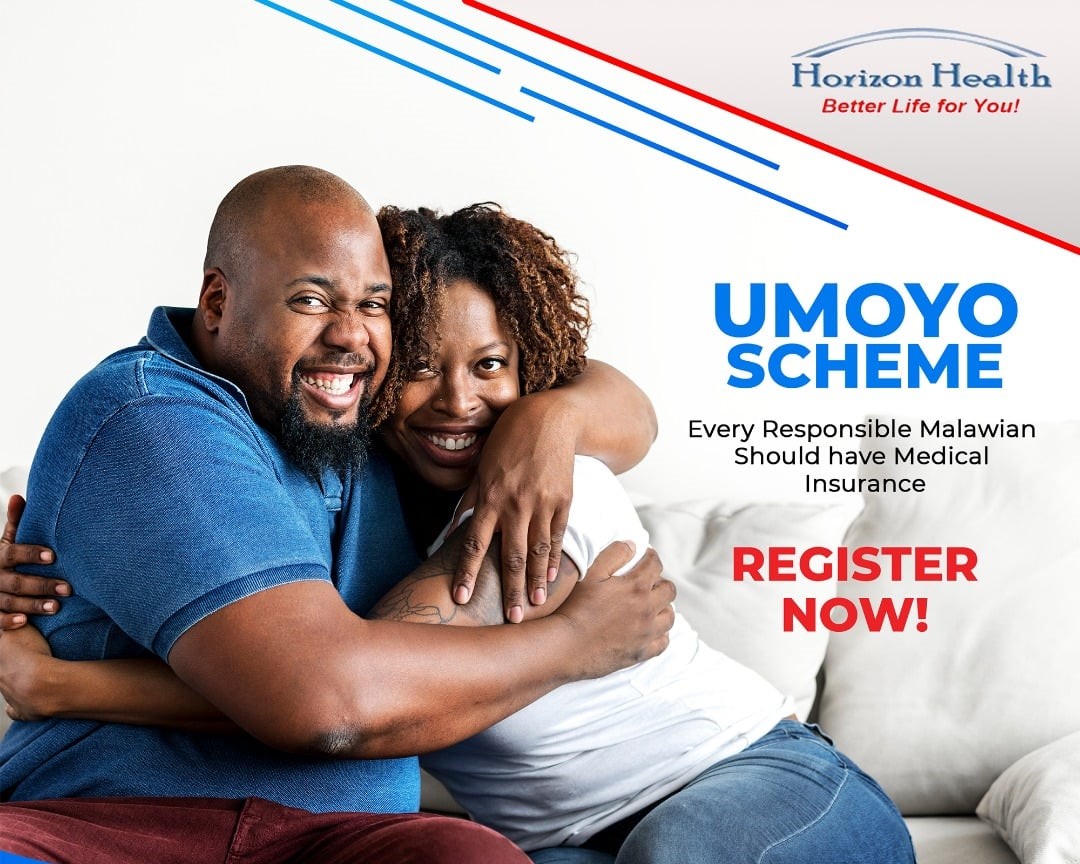 Horizon Health
Better Life for You!
UMOYO
SCHEME
Every Responsible Malawian
Should have Medical
Insurance
REGISTER
NOW!